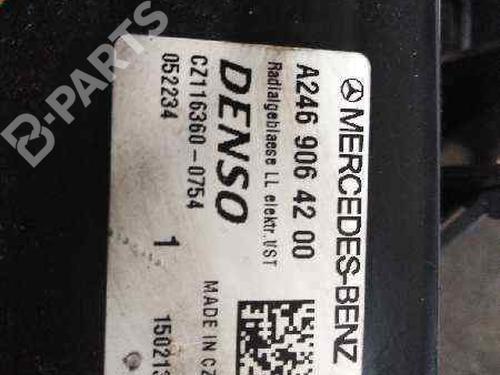 MERCEDES-BENZ
A246 906 42 00
Radialgeblaese LL elektr.VST
DENSO
CZ116360-0754
052234 1
MADE IN CZ
150213
B-PARTS